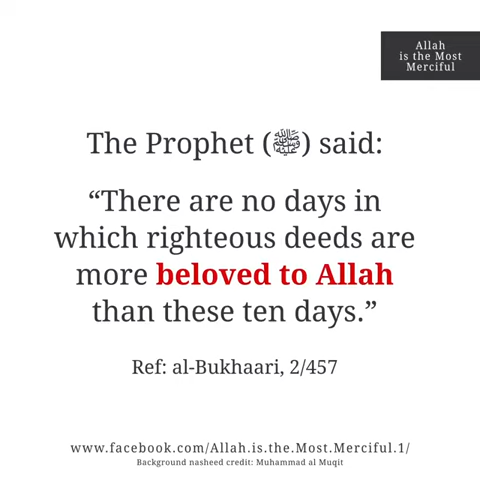 Allah
is the Most
Merciful
The Prophet (ﷺ) said:
“There are no days in
which righteous deeds are
more beloved to Allah
than these ten days.”
Ref: al-Bukhaari, 2/457
www.facebook.com/Allah.is.the.Most.Merciful.1/
Background nasheed credit: Muhammad al Muqit